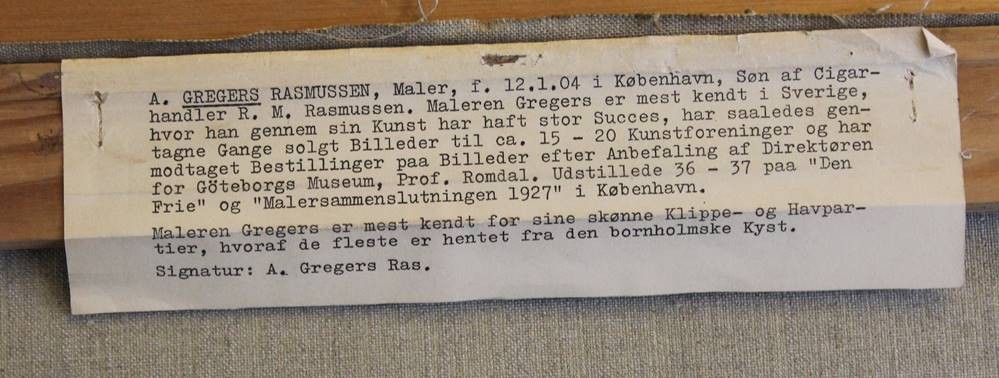 A. GREGERS RASMUSSEN, Maler, f. 12.1.04 i København, Søn af Cigar-
handler R. M. Rasmussen. Maleren Gregers er mest kendt i Sverige,
hvor han gennem sin Kunst har haft stor Succes, har saaledes gen-
tagne Gange solgt Billeder til ca. 15 - 20 Kunstforeninger og har
modtaget Bestillinger paa Billeder efter Anbefaling af Direktøren
for Göteborgs Museum, Prof. Romdal. Udstillede 36 - 37 paa "Den
Frie" og "Malersammenslutningen 1927" i København.
Maleren Gregers er mest kendt for sine skønne Klippe- og Havpar-
tier, hvoraf de fleste er hentet fra den bornholmske Kyst.
Signatur: A. Gregers Ras.